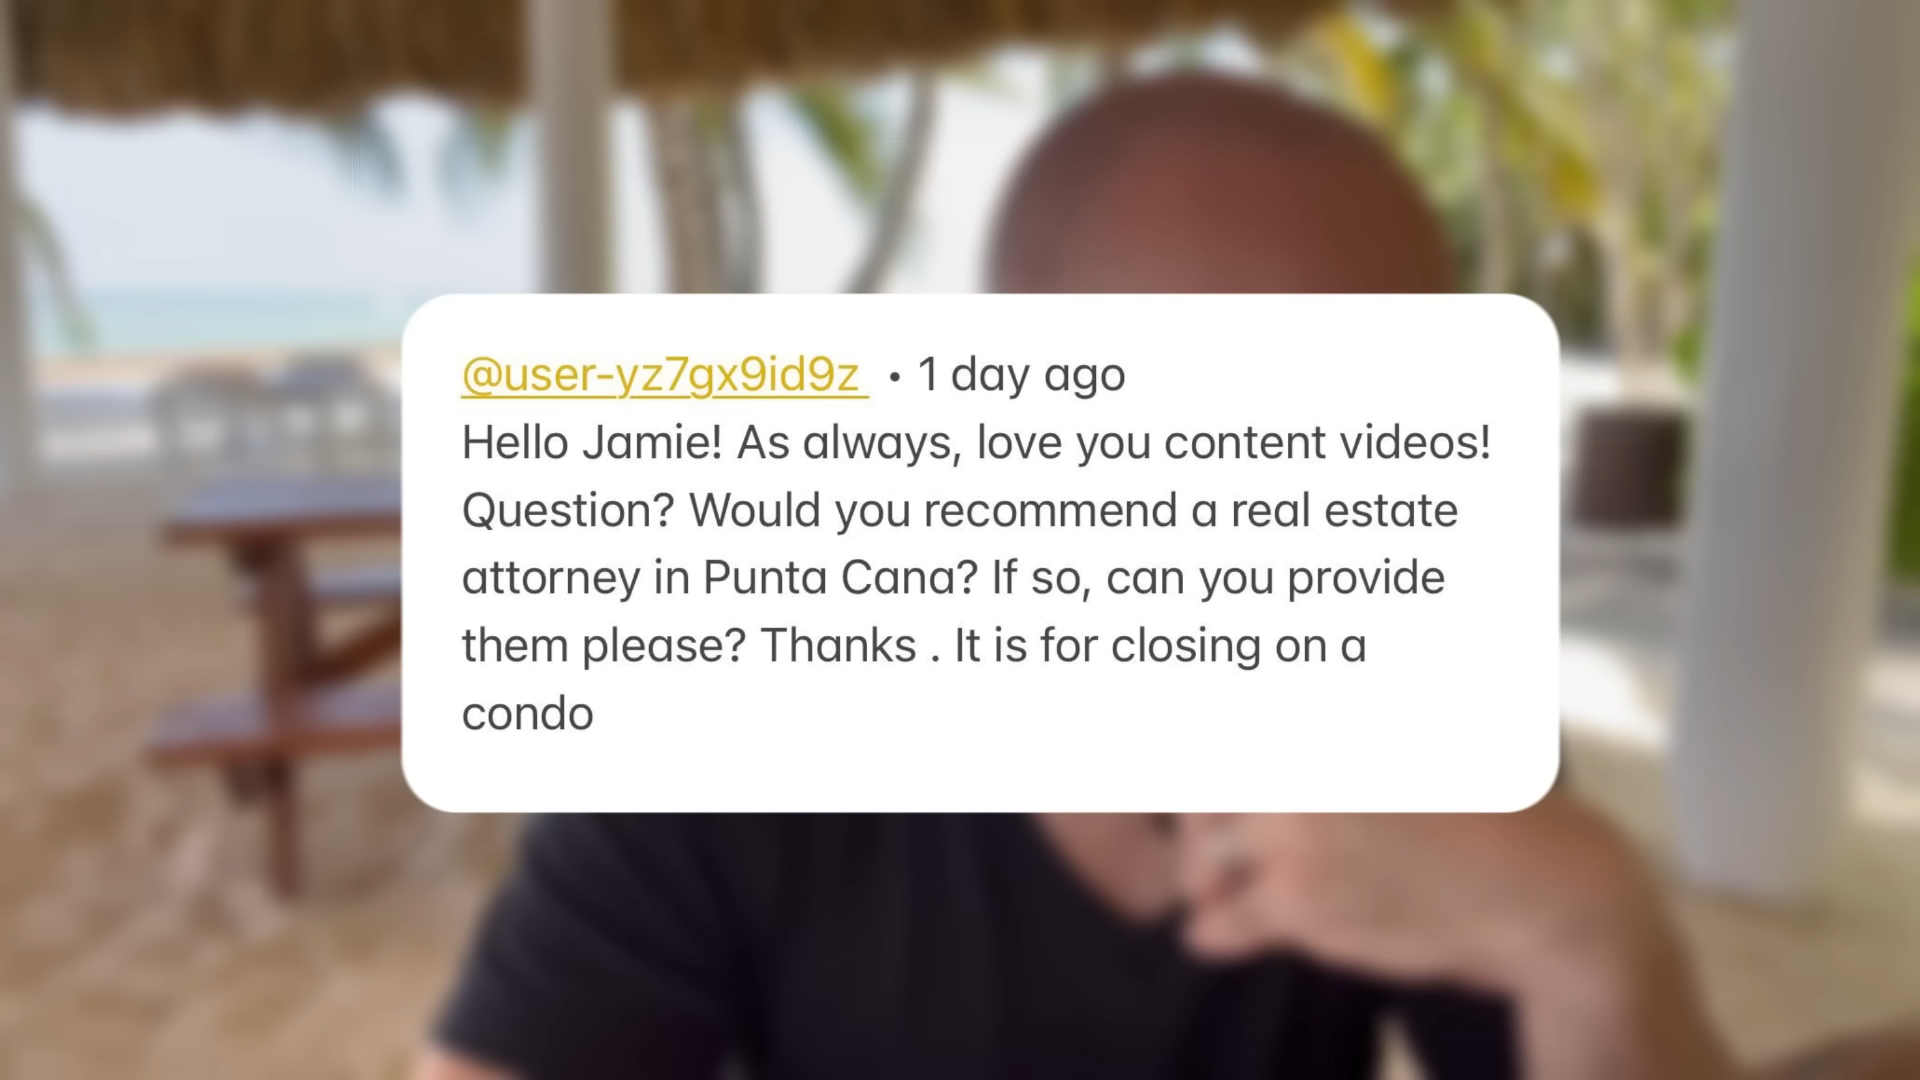 @user-yz7gx9id9z • 1 day ago
Hello Jamie! As always, love you content videos!
Question? Would you recommend a real estate
attorney in Punta Cana? If so, can you provide
them please? Thanks . It is for closing on a
condo